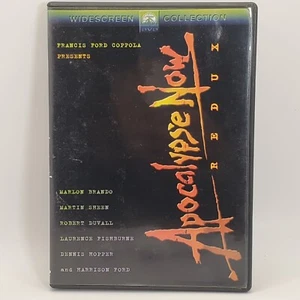 WIDESCREEN DVD COLLECTION
FRANCIS FORD COPPOLA
PRESENTS
Apocalypse Now
REDUX
MARLON BRANDO
MARTIN SHEEN
ROBERT DUVALL
LAURENCE FISHBURNE
DENNIS HOPPER
and HARRISON FORD